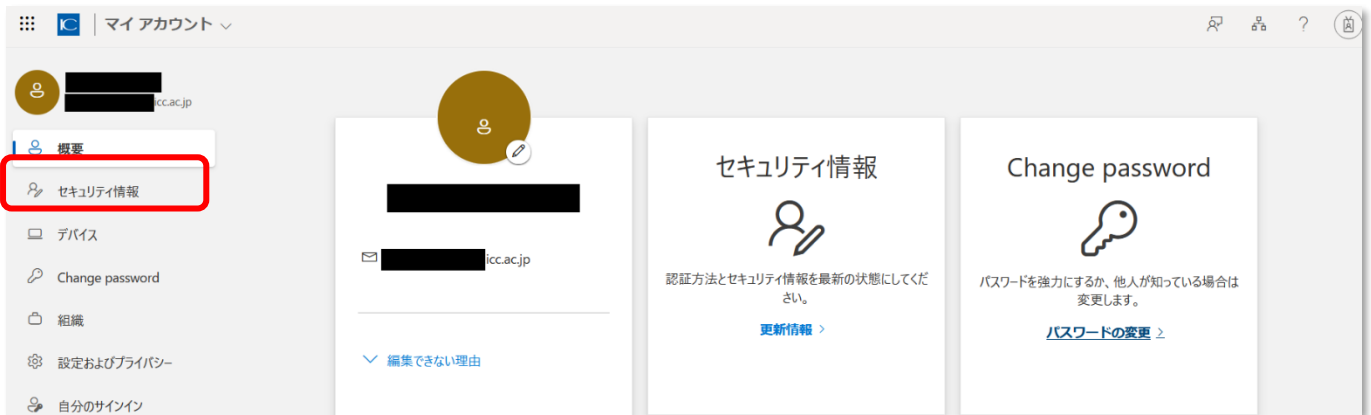 IC マイ アカウント
?
icc.ac.jp
概要
セキュリティ情報
デバイス
Change password
組織
設定およびプライバシー
自分のサインイン
icc.ac.jp
編集できない理由
セキュリティ情報
認証方法とセキュリティ情報を最新の状態にしてくだ
さい。
更新情報 >
Change password
パスワードを強力にするか、他人が知っている場合は
変更します。
パスワードの変更 >